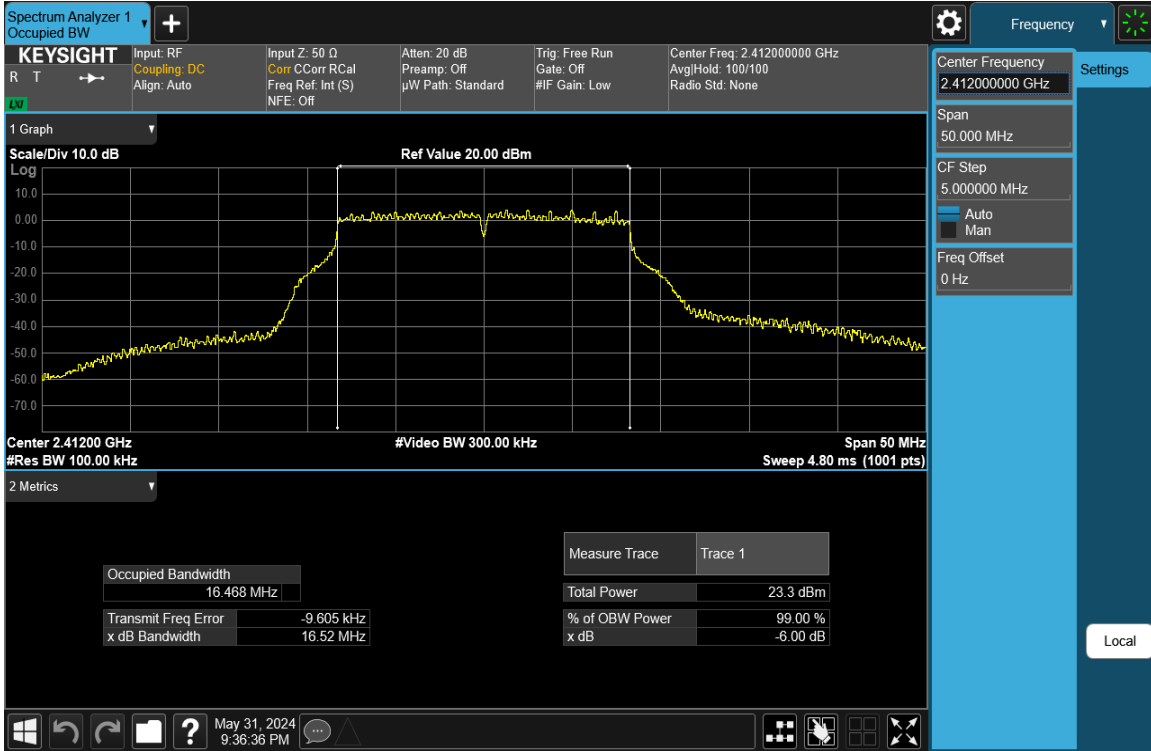 Spectrum Analyzer 1
Occupied BW
+
Frequency
KEYSIGHT
R T
LXI
Input: RF
Coupling: DC
Align: Auto
Input Z: 50 Ω
Corr CCorr RCal
Freq Ref: Int (S)
NFE: Off
Atten: 20 dB
Preamp: Off
µW Path: Standard
Trig: Free Run
Gate: Off
#IF Gain: Low
Center Freq: 2.412000000 GHz
Avg|Hold: 100/100
Radio Std: None
1 Graph
Scale/Div 10.0 dB
Ref Value 20.00 dBm
Log
10.0
0.00
-10.0
-20.0
-30.0
-40.0
-50.0
-60.0
-70.0
Center 2.41200 GHz
#Video BW 300.00 kHz
Span 50 MHz
#Res BW 100.00 kHz
Sweep 4.80 ms (1001 pts)
2 Metrics
Measure Trace Trace 1
Occupied Bandwidth
16.468 MHz
Total Power 23.3 dBm
Transmit Freq Error -9.605 kHz
% of OBW Power 99.00 %
x dB Bandwidth 16.52 MHz
x dB -6.00 dB
Center Frequency
2.412000000 GHz
Settings
Span
50.000 MHz
CF Step
5.000000 MHz
Auto
Man
Freq Offset
0 Hz
Local
?
May 31, 2024
9:36:36 PM